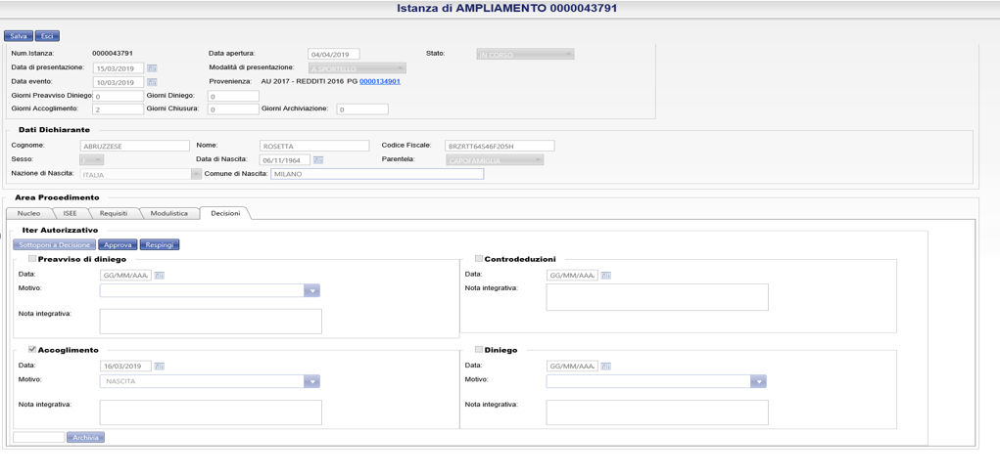 Istanza di AMPLIAMENTO 0000043791
Salva Esci
Num.Istanza: 0000043791 Data apertura: 04/04/2019 Stato: IN CORSO
Data di presentazione: 15/03/2019 Modalità di presentazione: A SPORTELLO
Data evento: 10/03/2019 Provenienza: AU 2017 - REDDITI 2016 PG 0000134901
Giorni Preavviso Diniego: 0 Giorni Diniego: 0
Giorni Accoglimento: 2 Giorni Chiusura: 0 Giorni Archiviazione: 0
Dati Dichiarante
Cognome: ABRUZZESE Nome: ROSETTA Codice Fiscale: BRZRTT64S46F205H
Sesso: Data di Nascita: 06/11/1964 Parentela: CAPOFAMIGLIA
Nazione di Nascita: ITALIA Comune di Nascita: MILANO
Area Procedimento
Nucleo ISEE Requisiti Modulistica Decisioni
Iter Autorizzativo
Sottoponi a Decisione Approva Respingi
Preavviso di diniego Controdeduzioni
Data: GG/MM/AAA. Data: GG/MM/AAA.
Motivo: Nota integrativa:
Nota integrativa:
Accoglimento Diniego
Data: 16/03/2019 Data: GG/MM/AAA.
Motivo: NASCITA Motivo:
Nota integrativa: Nota integrativa:
Archivia